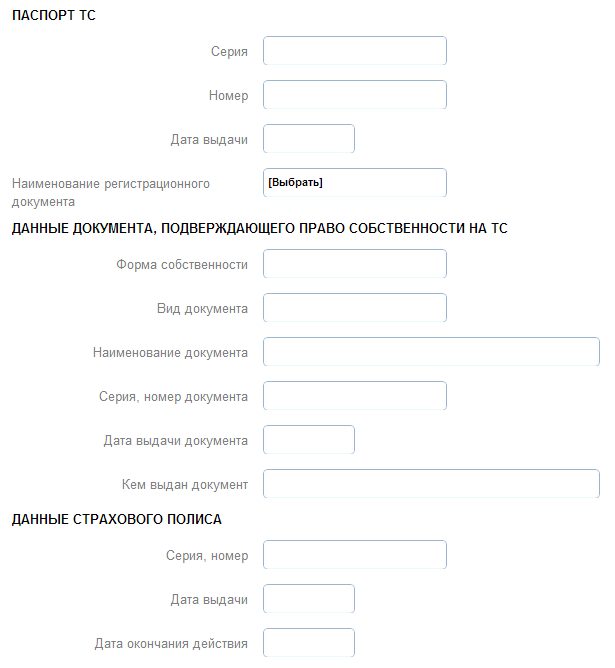 ПАСПОРТ ТС
Серия
Номер
Дата выдачи
Наименование регистрационного [Выбрать]
документа
ДАННЫЕ ДОКУМЕНТА, ПОДВЕРЖДАЮЩЕГО ПРАВО СОБСТВЕННОСТИ НА ТС
Форма собственности
Вид документа
Наименование документа
Серия, номер документа
Дата выдачи документа
Кем выдан документ
ДАННЫЕ СТРАХОВОГО ПОЛИСА
Серия, номер
Дата выдачи
Дата окончания действия